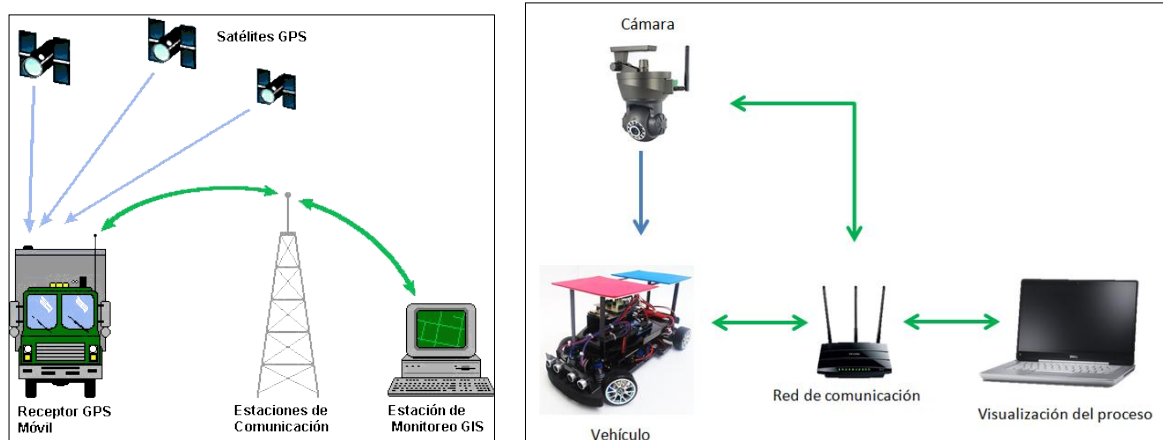 Satélites GPS
Receptor GPS
Móvil
Estaciones de
Comunicación
Estación de
Monitoreo GIS
Cámara
Vehículo
Red de comunicación
Visualización del proceso